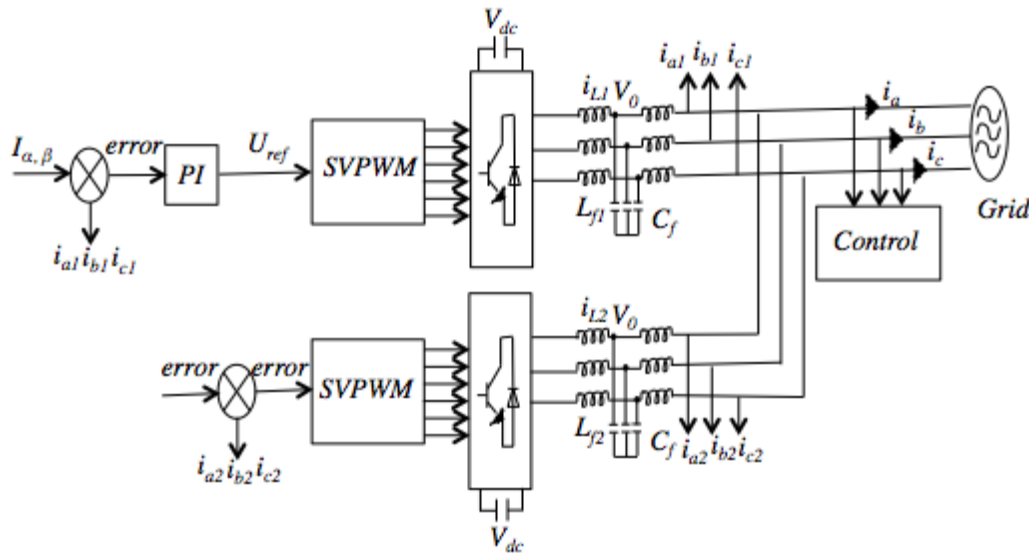 V_dc
i_a1 i_b1 i_c1
i_L1 V_0
i_a
i_b
i_c
I_α,β
error
PI
U_ref
SVPWM
L_f1
C_f
Grid
Control
i_a1 i_b1 i_c1
i_L2 V_0
error
error
SVPWM
L_f2
C_f
i_a2 i_b2 i_c2
i_a2 i_b2 i_c2
V_dc